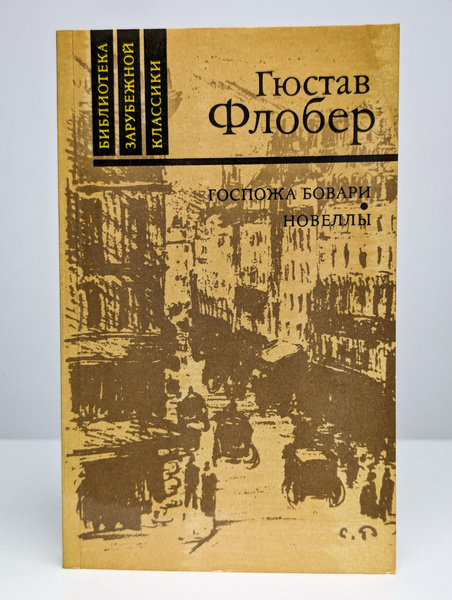 БИБЛИОТЕКА
ЗАРУБЕЖНОЙ
КЛАССИКИ
Гюстав
Флобер
ГОСПОЖА БОВАРИ
•
НОВЕЛЛЫ